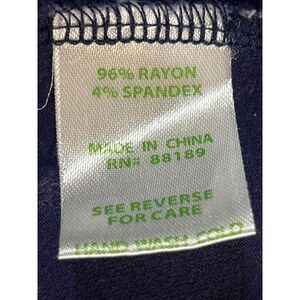 96% RAYON
4% SPANDEX
MADE IN CHINA
RN# 88189
SEE REVERSE
FOR CARE
HAND WASH COLD